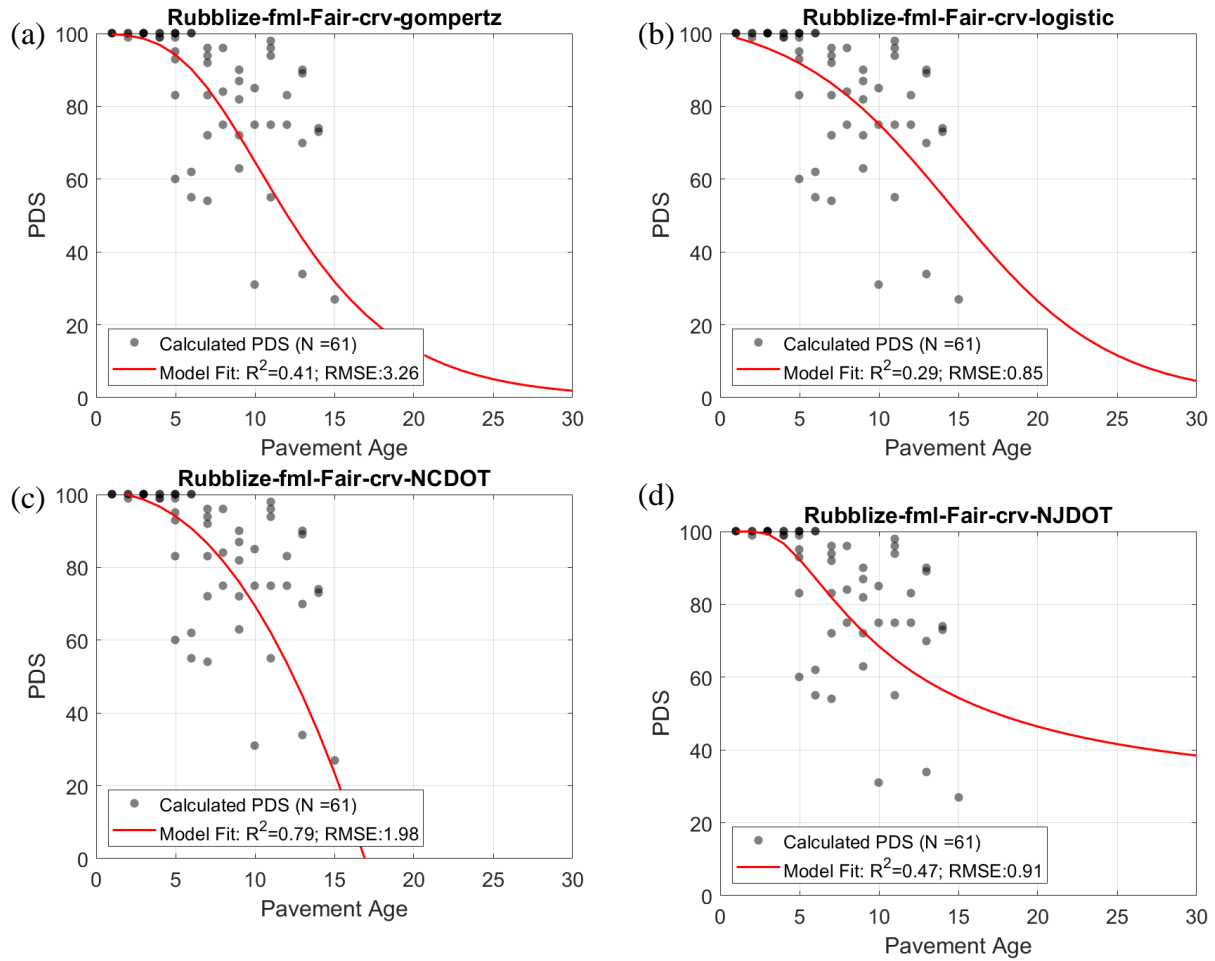 (a)
Rubblize-fml-Fair-crv-gompertz
100
80
60
40
20
0
PDS
Calculated PDS (N =61)
Model Fit: R²=0.41; RMSE:3.26
0 5 10 15 20 25 30
Pavement Age
(b)
Rubblize-fml-Fair-crv-logistic
100
80
60
40
20
0
PDS
Calculated PDS (N =61)
Model Fit: R²=0.29; RMSE:0.85
0 5 10 15 20 25 30
Pavement Age
(c)
Rubblize-fml-Fair-crv-NCDOT
100
80
60
40
20
0
PDS
Calculated PDS (N =61)
Model Fit: R²=0.79; RMSE:1.98
0 5 10 15 20 25 30
Pavement Age
(d)
Rubblize-fml-Fair-crv-NJDOT
100
80
60
40
20
0
PDS
Calculated PDS (N =61)
Model Fit: R²=0.47; RMSE:0.91
0 5 10 15 20 25 30
Pavement Age